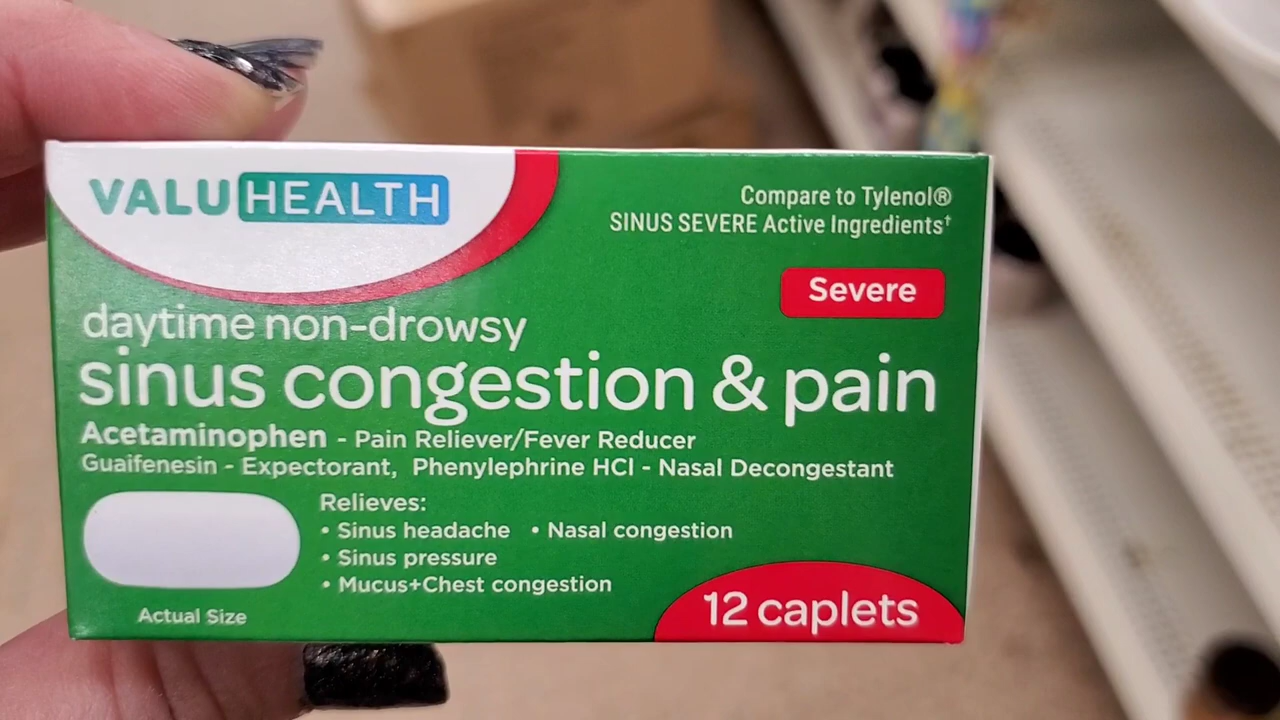 VALUHEALTH
Compare to Tylenol®
SINUS SEVERE Active Ingredients†
Severe
daytime non-drowsy
sinus congestion & pain
Acetaminophen - Pain Reliever/Fever Reducer
Guaifenesin - Expectorant, Phenylephrine HCl - Nasal Decongestant
Relieves:
• Sinus headache • Nasal congestion
• Sinus pressure
• Mucus+Chest congestion
Actual Size
12 caplets